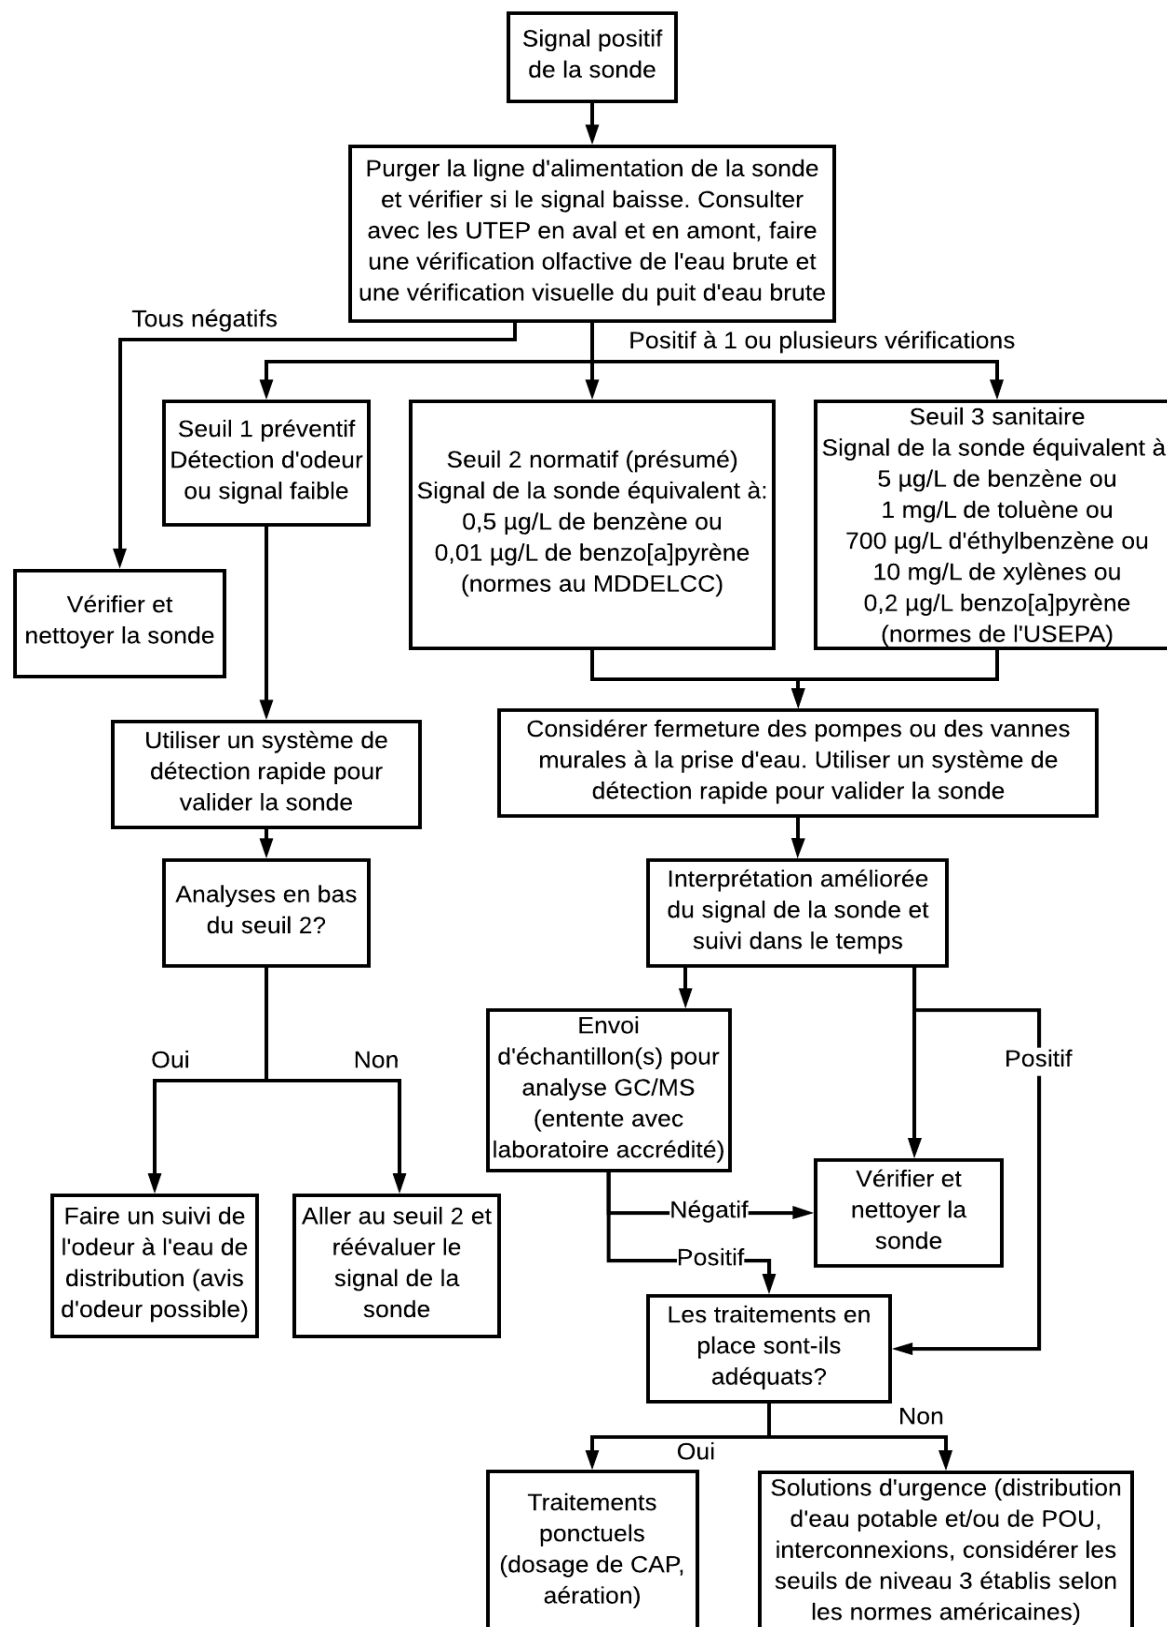 Signal positif
de la sonde
Purger la ligne d'alimentation de la sonde
et vérifier si le signal baisse. Consulter
avec les UTEP en aval et en amont, faire
une vérification olfactive de l'eau brute et
une vérification visuelle du puit d'eau brute
Tous négatifs
Positif à 1 ou plusieurs vérifications
Seuil 1 préventif
Détection d'odeur
ou signal faible
Seuil 2 normatif (présumé)
Signal de la sonde équivalent à:
0,5 µg/L de benzène ou
0,01 µg/L de benzo[a]pyrène
(normes au MDDELCC)
Seuil 3 sanitaire
Signal de la sonde équivalent à
5 µg/L de benzène ou
1 mg/L de toluène ou
700 µg/L d'éthylbenzène ou
10 mg/L de xylènes ou
0,2 µg/L benzo[a]pyrène
(normes de l'USEPA)
Vérifier et
nettoyer la sonde
Utiliser un système de
détection rapide pour
valider la sonde
Considérer fermeture des pompes ou des vannes
murales à la prise d'eau. Utiliser un système de
détection rapide pour valider la sonde
Analyses en bas
du seuil 2?
Interprétation améliorée
du signal de la sonde et
suivi dans le temps
Oui
Non
Envoi
d'échantillon(s) pour
analyse GC/MS
(entente avec
laboratoire accrédité)
Positif
Faire un suivi de
l'odeur à l'eau de
distribution (avis
d'odeur possible)
Aller au seuil 2 et
réévaluer le
signal de la
sonde
Négatif
Positif
Vérifier et
nettoyer la
sonde
Les traitements en
place sont-ils
adéquats?
Oui
Non
Traitements
ponctuels
(dosage de CAP,
aération)
Solutions d'urgence (distribution
d'eau potable et/ou de POU,
interconnexions, considérer les
seuils de niveau 3 établis selon
les normes américaines)